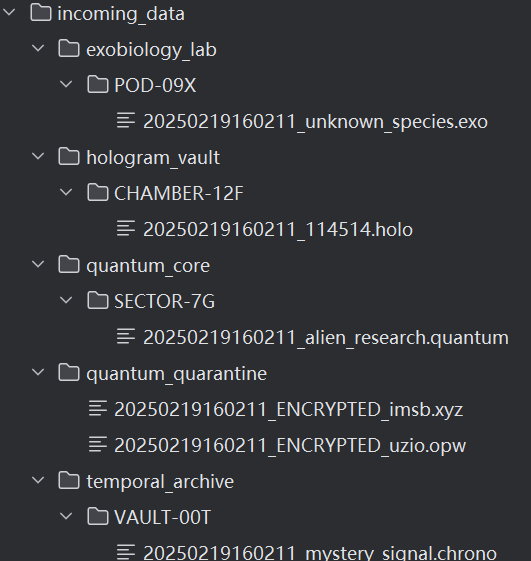 incoming_data
exobiology_lab
POD-09X
20250219160211_unknown_species.exo
hologram_vault
CHAMBER-12F
20250219160211_114514.holo
quantum_core
SECTOR-7G
20250219160211_alien_research.quantum
quantum_quarantine
20250219160211_ENCRYPTED_imsb.xyz
20250219160211_ENCRYPTED_uzio.opw
temporal_archive
VAULT-00T
20250219160211_mystery_signal.chrono